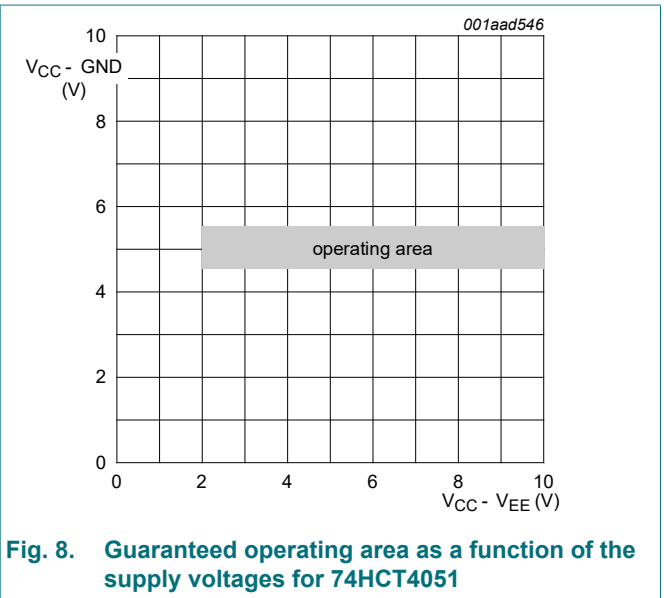 001aad546
10
VCC - GND
(V)
8
6
operating area
4
2
0
0 2 4 6 8 10
VCC - VEE (V)
Fig. 8. Guaranteed operating area as a function of the
supply voltages for 74HCT4051